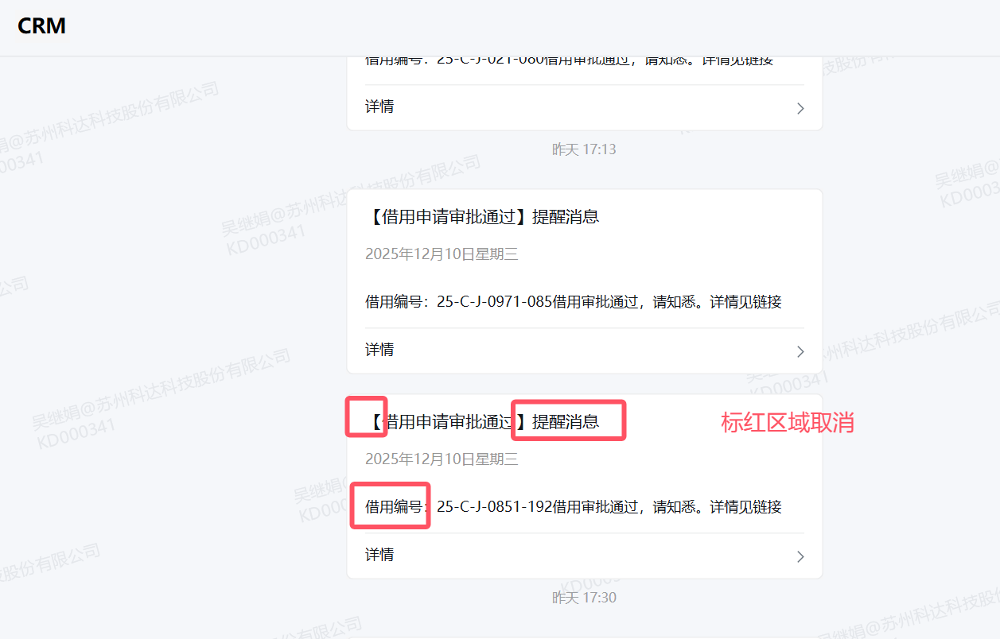 CRM
借用编号：25-C-J-021-080借用审批通过，请知悉。详情见链接
详情
昨天 17:13
【借用申请审批通过】提醒消息
2025年12月10日星期三
借用编号：25-C-J-0971-085借用审批通过，请知悉。详情见链接
详情
【借用申请审批通过】提醒消息
标红区域取消
2025年12月10日星期三
借用编号：25-C-J-0851-192借用审批通过，请知悉。详情见链接
详情
昨天 17:30
吴继娟@苏州科达科技股份有限公司
KD000341